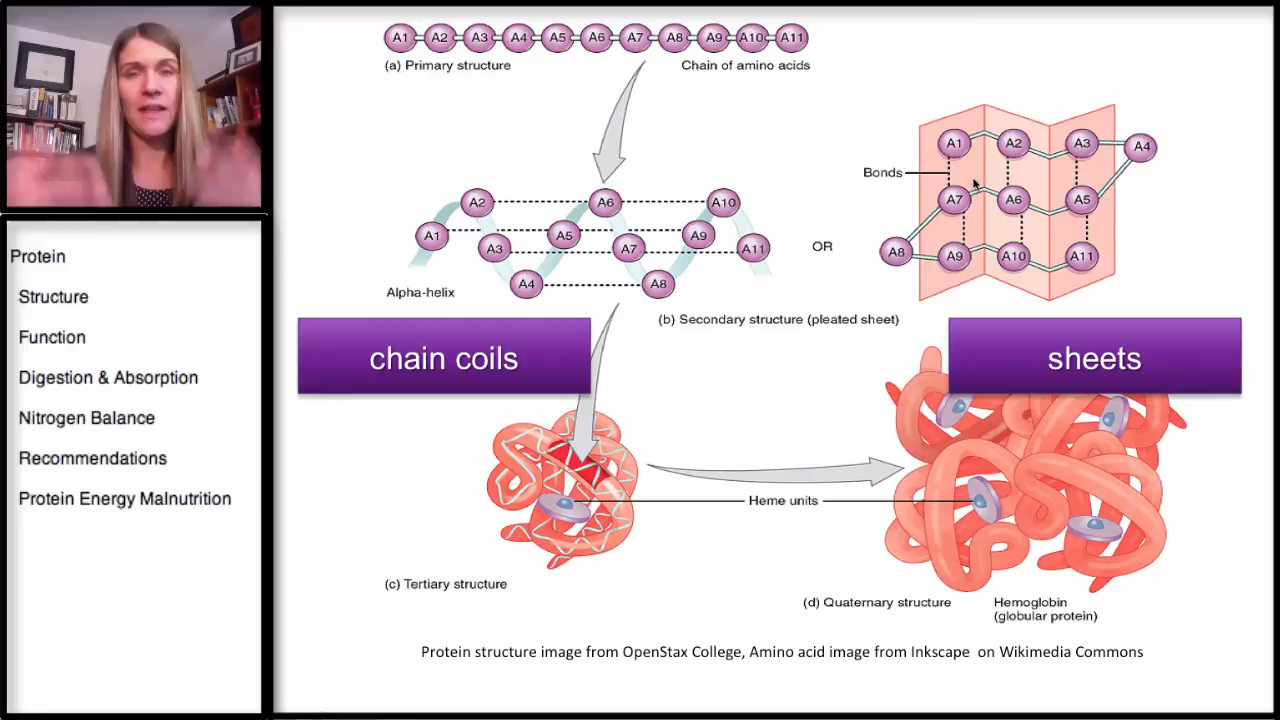 Protein
Structure
Function
Digestion & Absorption
Nitrogen Balance
Recommendations
Protein Energy Malnutrition
A1 A2 A3 A4 A5 A6 A7 A8 A9 A10 A11
(a) Primary structure
Chain of amino acids
A2 A6 A10
A1 A5 A9
A3 A7 A11
A4 A8
Alpha-helix
OR
Bonds
A1 A2 A3 A4
A7 A6 A5
A8 A9 A10 A11
(b) Secondary structure (pleated sheet)
chain coils
sheets
Heme units
(c) Tertiary structure
(d) Quaternary structure
Hemoglobin
(globular protein)
Protein structure image from OpenStax College, Amino acid image from Inkscape on Wikimedia Commons